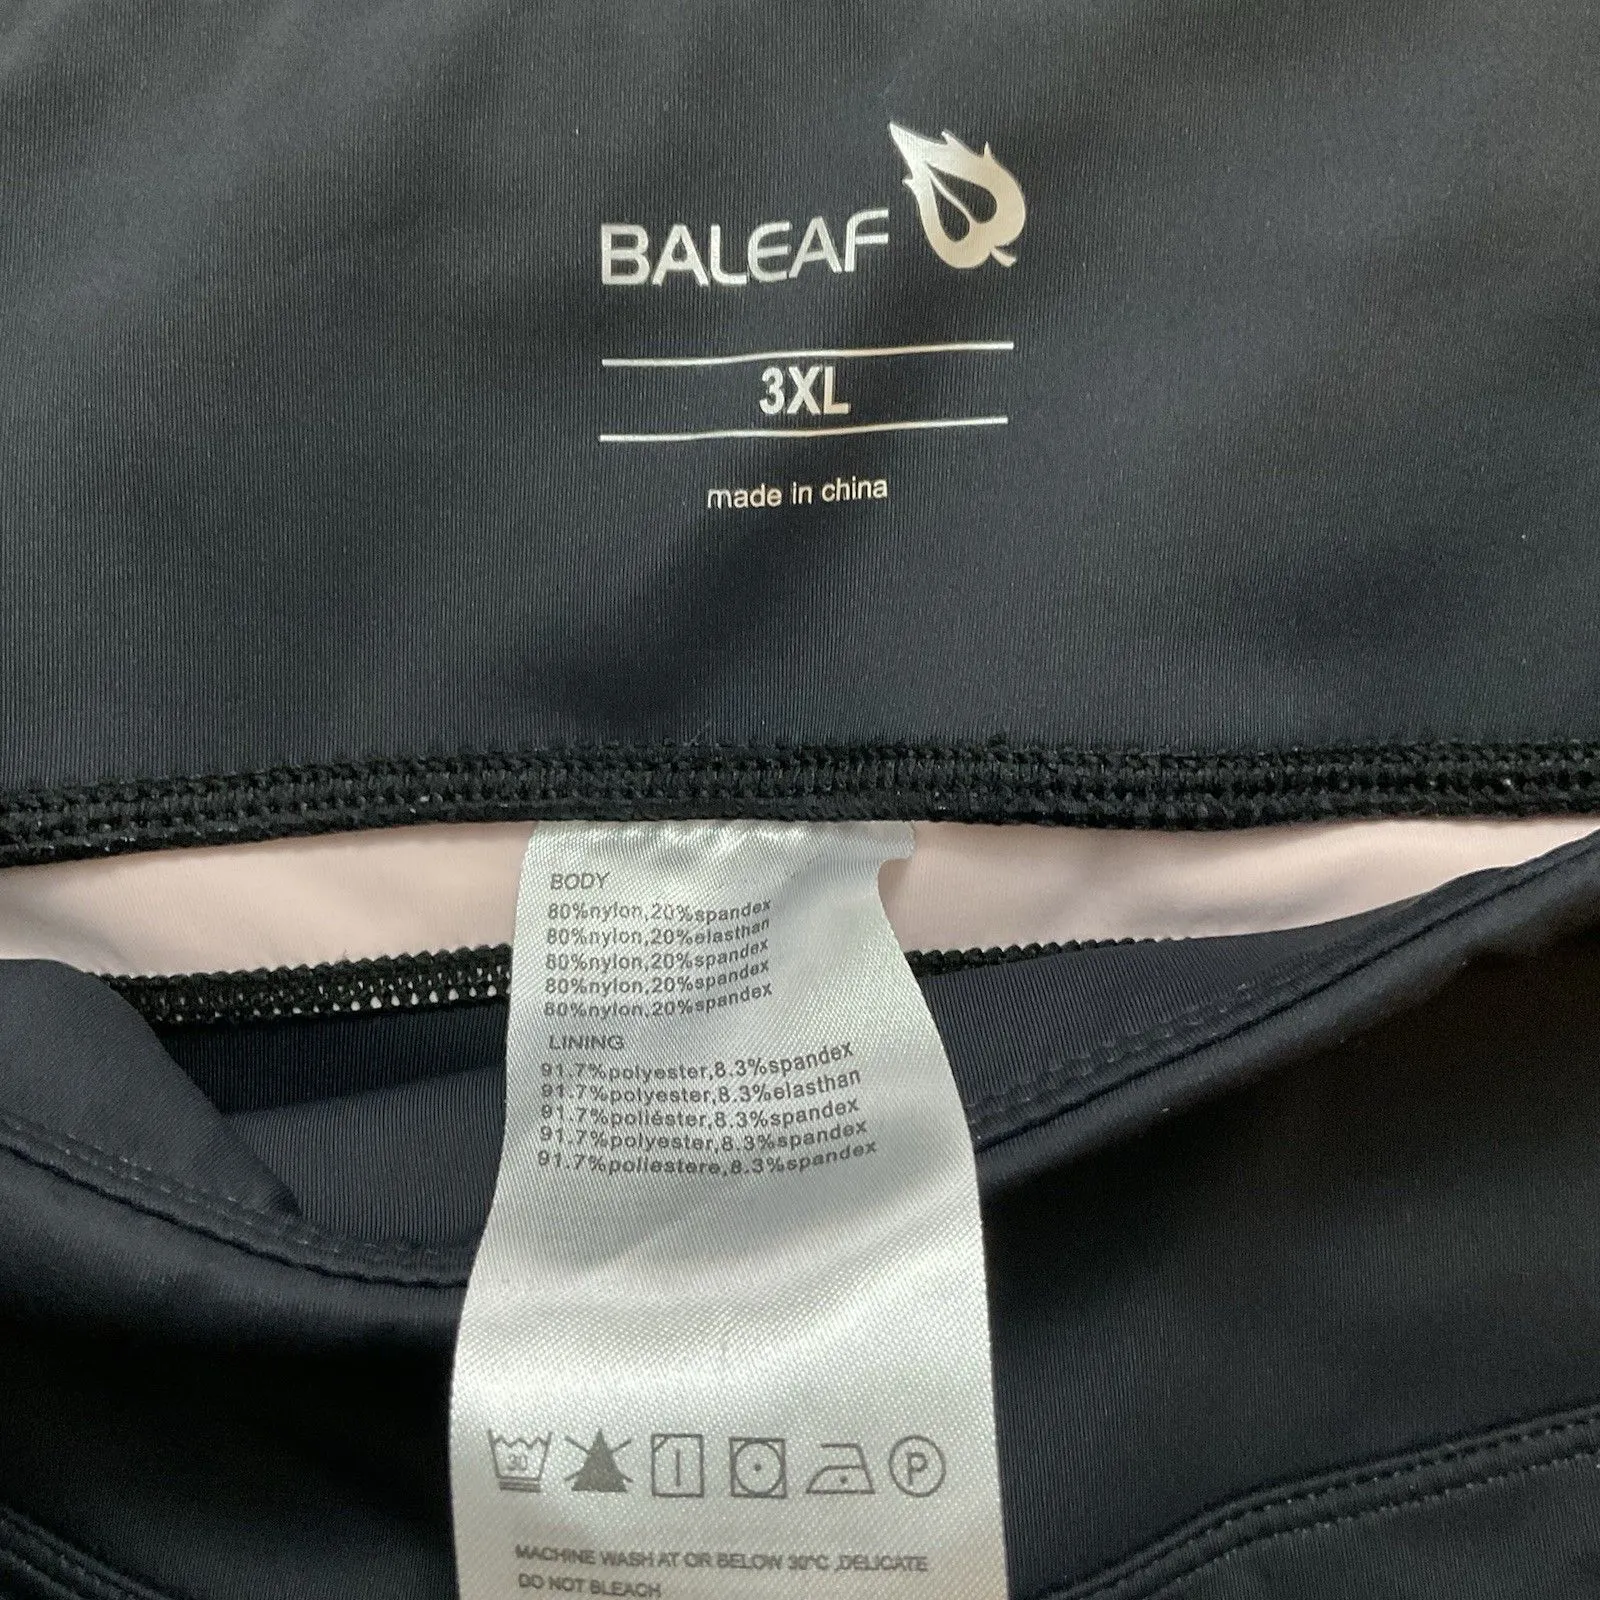 BALEAF
3XL
made in china
BODY
80%nylon,20%spandex
80%nylon,20%elasthan
80%nylon,20%spandex
80%nylon,20%spandex
80%nylon,20%spandex
LINING
91.7%polyester,8.3%spandex
91.7%polyester,8.3%elasthan
91.7%poliéster,8.3%spandex
91.7%polyester,8.3%spandex
91.7%poliestere,8.3%spandex
30
P
MACHINE WASH AT OR BELOW 30°C ,DELICATE
DO NOT BLEACH